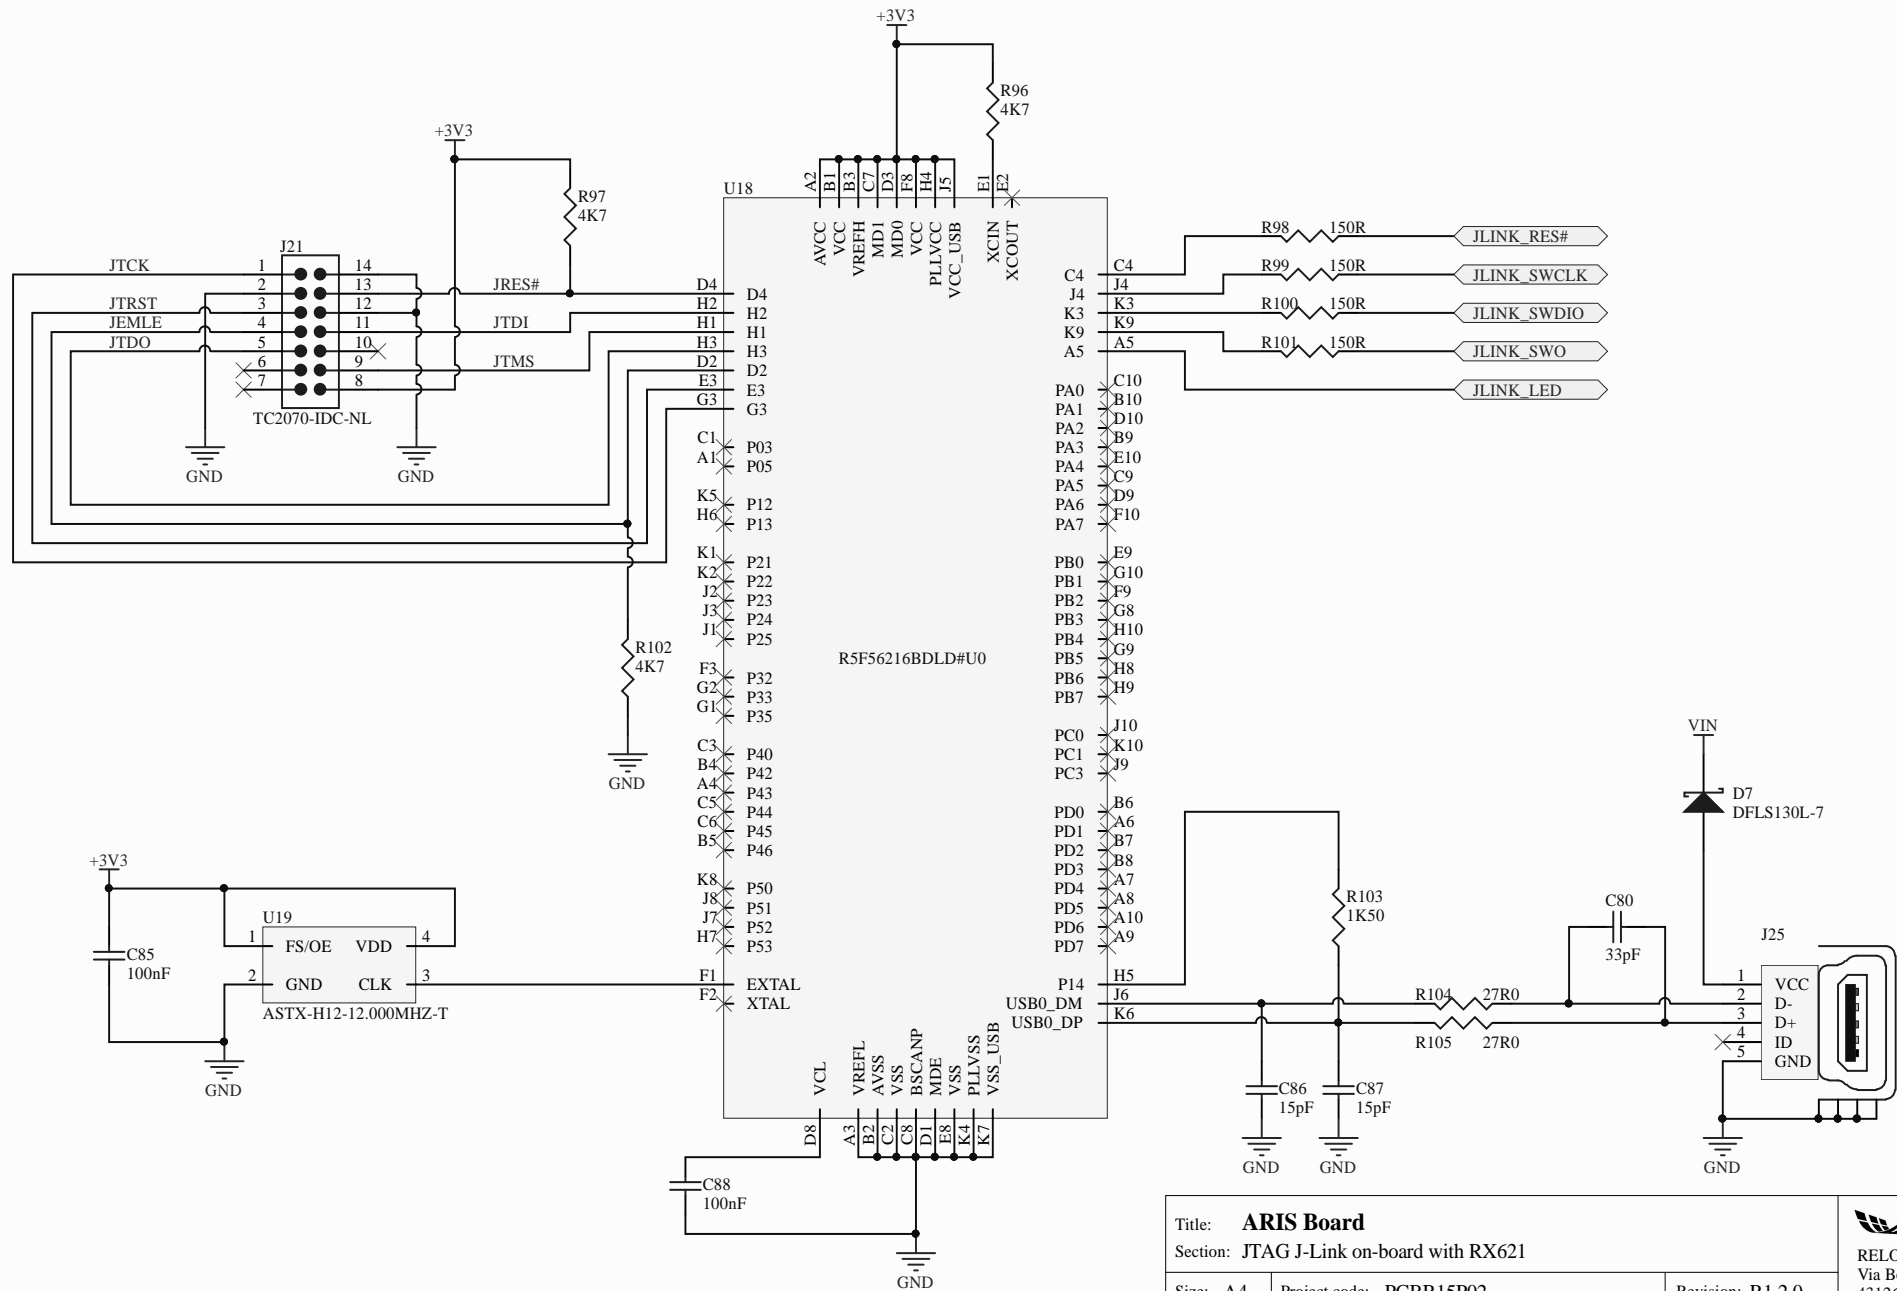 +3V3
R96
4K7
+3V3
R97
4K7
U18
A2 B1 B3 C7 D3 F8 H4 J5 E1 E2
AVCC VCC VREFH MD1 MD0 VCC PLLVCC VCC_USB XCIN XCOUT
J21
JTCK 1 14
2 13 JRES#
JTRST 3 12
JEMLE 4 11 JTDI
JTDO 5 10
6 9 JTMS
7 8
TC2070-IDC-NL
GND GND
D4 D4
H2 H2
H1 H1
H3 H3
D2 D2
E3 E3
G3 G3
C1 P03
A1 P05
K5 P12
H6 P13
K1 P21
K2 P22
J2 P23
J3 P24
J1 P25
F3 P32
G2 P33
G1 P35
C3 P40
B4 P42
A4 P43
C5 P44
C6 P45
B5 P46
K8 P50
J8 P51
J7 P52
H7 P53
F1 EXTAL
F2 XTAL
R102
4K7
GND
R5F56216BDLD#U0
C4 C4 R98 150R JLINK_RES#
J4 J4 R99 150R JLINK_SWCLK
K3 K3 R100 150R JLINK_SWDIO
K9 K9 R101 150R JLINK_SWO
A5 A5 JLINK_LED
PA0 C10
PA1 B10
PA2 D10
PA3 B9
PA4 E10
PA5 C9
PA6 D9
PA7 F10
PB0 E9
PB1 G10
PB2 F9
PB3 G8
PB4 H10
PB5 G9
PB6 H8
PB7 H9
PC0 J10
PC1 K10
PC3 J9
PD0 B6
PD1 A6
PD2 B7
PD3 B8
PD4 A7
PD5 A8
PD6 A10
PD7 A9
P14 H5
USB0_DM J6
USB0_DP K6
VCL VREFL AVSS VSS BSCANP MDE VSS PLLVSS VSS_USB
D8 A3 B2 C2 C8 D1 E8 K4 K7
C88
100nF
GND
+3V3
C85
100nF
U19
1 FS/OE VDD 4
2 GND CLK 3
ASTX-H12-12.000MHZ-T
GND
R103
1K50
R104 27R0
R105 27R0
C86
15pF
C87
15pF
GND GND
C80
33pF
VIN
D7
DFLS130L-7
J25
1 VCC
2 D-
3 D+
4 ID
5 GND
GND
Title: ARIS Board
Section: JTAG J-Link on-board with RX621
Size: A4 Project code: PCBR15P02 Revision: R1.2.0
RELO